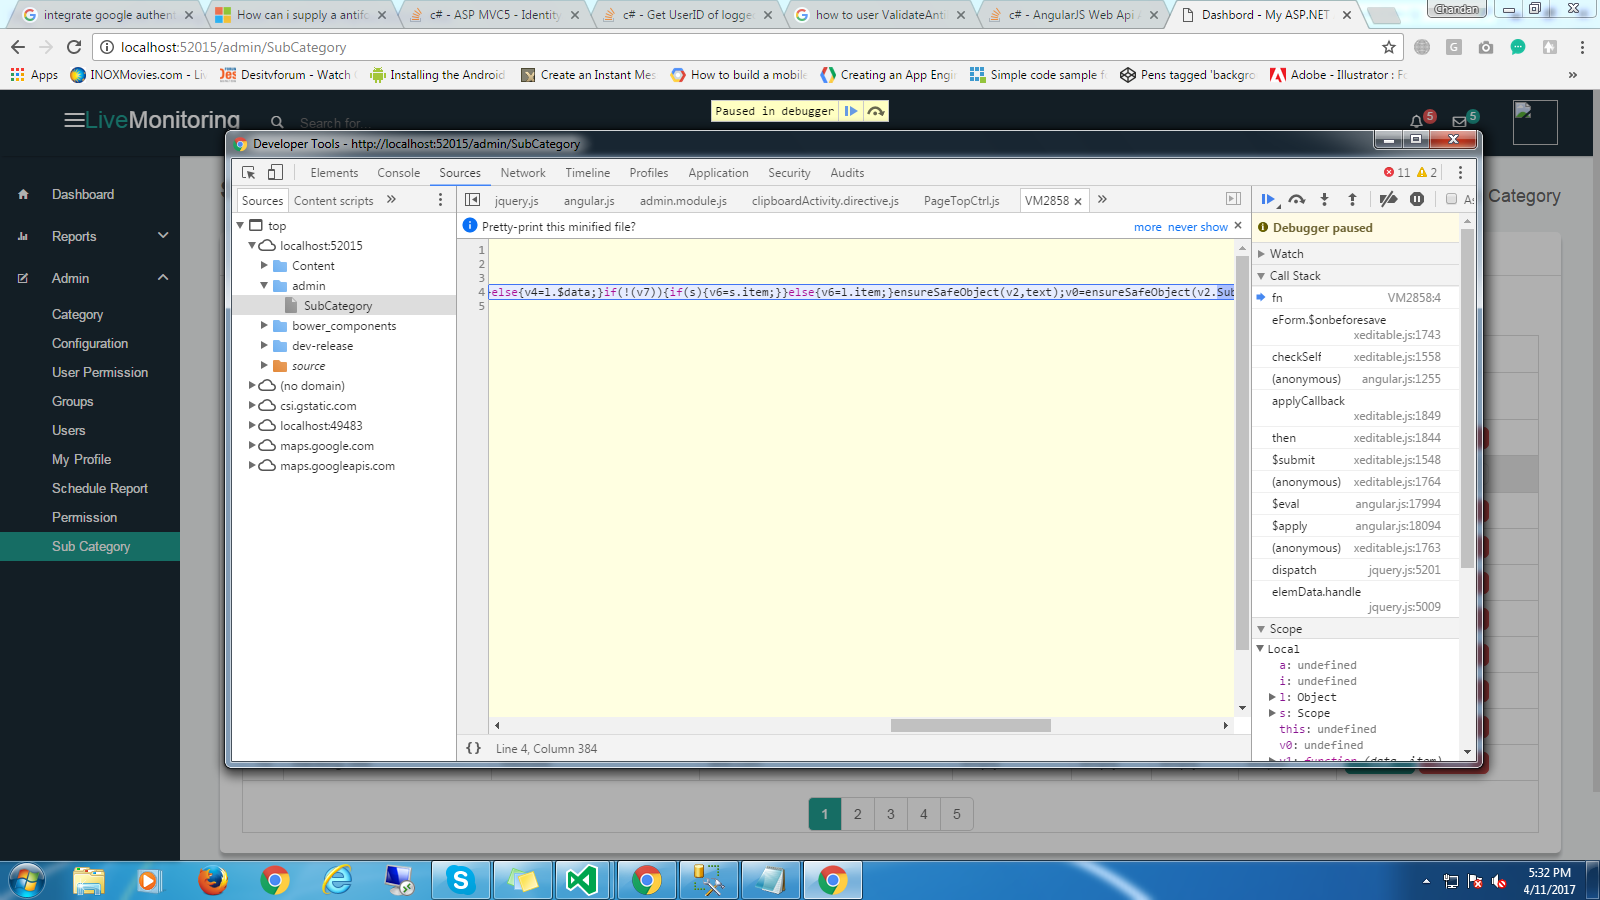 integrate google authent
How can i supply a antifo
c# - ASP MVC5 - Identity
c# - Get UserID of logge
how to user ValidateAnti
c# - AngularJS Web Api A
Dashbord - My ASP.NET
Chandan
localhost:52015/admin/SubCategory
Apps
INOXMovies.com - Liv
Desitvforum - Watch
Installing the Android
Create an Instant Mes
How to build a mobile
Creating an App Engi
Simple code sample f
Pens tagged 'backgro
Adobe - Illustrator : Fo
»
LiveMonitoring
Search for..
Paused in debugger
5
5
Dashboard
Reports
Admin
Category
Configuration
User Permission
Groups
Users
My Profile
Schedule Report
Permission
Sub Category
Category
Developer Tools - http://localhost:52015/admin/SubCategory
Elements
Console
Sources
Network
Timeline
Profiles
Application
Security
Audits
11
2
Sources
Content scripts
»
jquery.js
angular.js
admin.module.js
clipboardActivity.directive.js
PageTopCtrl.js
VM2858 ×
»
As
top
localhost:52015
Content
admin
SubCategory
bower_components
dev-release
source
(no domain)
csi.gstatic.com
localhost:49483
maps.google.com
maps.googleapis.com
Pretty-print this minified file?
more
never show
1
2
3
4 else{v4=l.$data;}if(!(v7)){if(s){v6=s.item;}}else{v6=l.item;}ensureSafeObject(v2,text);v0=ensureSafeObject(v2.Sub
5
{} Line 4, Column 384
Debugger paused
Watch
Call Stack
fn VM2858:4
eForm.$onbeforesave
xeditable.js:1743
checkSelf xeditable.js:1558
(anonymous) angular.js:1255
applyCallback
xeditable.js:1849
then xeditable.js:1844
$submit xeditable.js:1548
(anonymous) xeditable.js:1764
$eval angular.js:17994
$apply angular.js:18094
(anonymous) xeditable.js:1763
dispatch jquery.js:5201
elemData.handle
jquery.js:5009
Scope
Local
a: undefined
i: undefined
l: Object
s: Scope
this: undefined
v0: undefined
v1: function (data, item)
1
2
3
4
5
5:32 PM
4/11/2017